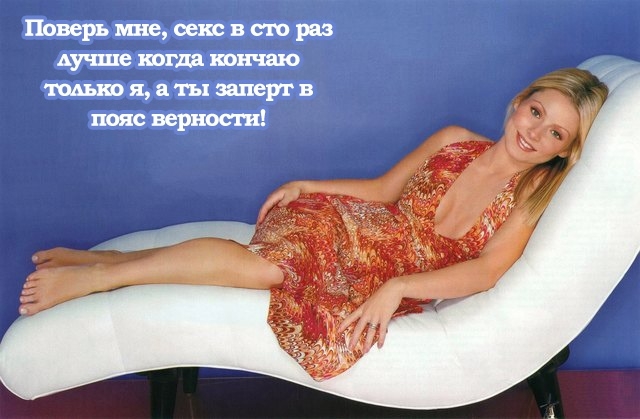 Поверь мне, секс в сто раз
лучше когда кончаю
только я, а ты заперт в
пояс верности!